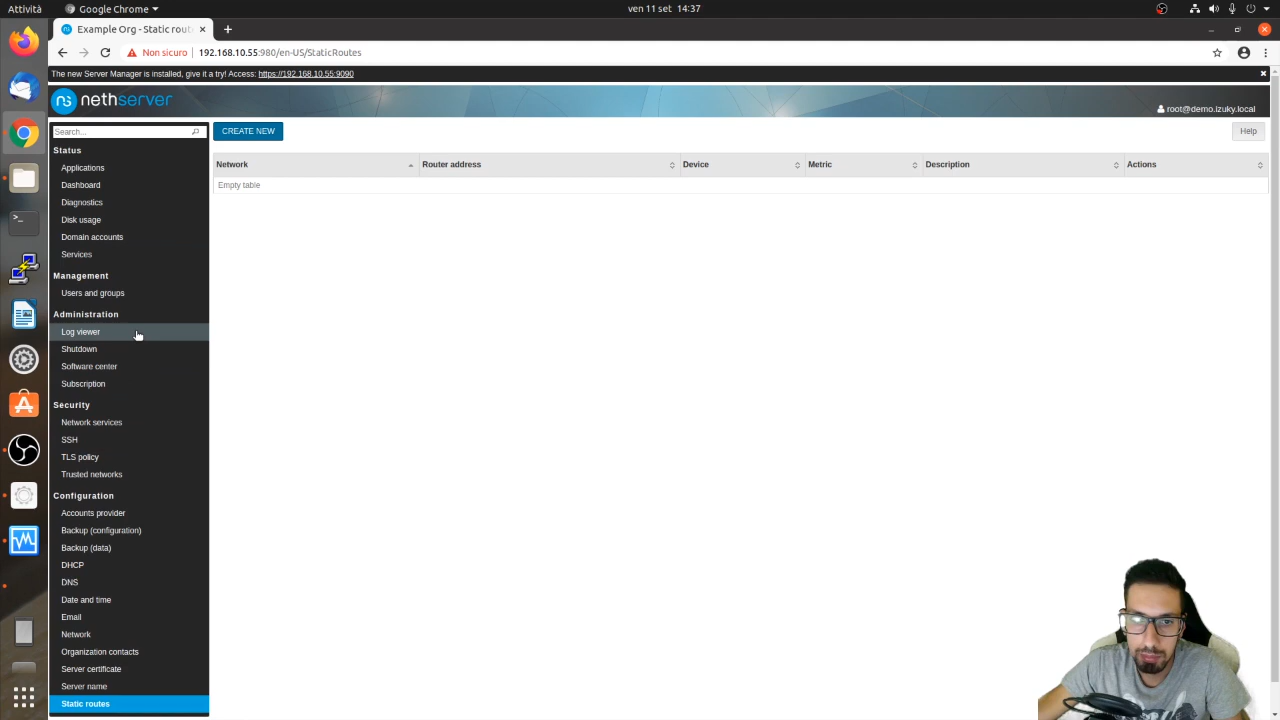 Attività
Google Chrome
ven 11 set 14:37
Example Org - Static rout
Non sicuro
192.168.10.55:980/en-US/StaticRoutes
The new Server Manager is installed, give it a try! Access: https://192.168.10.55:9090
nethserver
root@demo.izuky.local
Search...
CREATE NEW
Help
Status
Network
Router address
Device
Metric
Description
Actions
Empty table
Applications
Dashboard
Diagnostics
Disk usage
Domain accounts
Services
Management
Users and groups
Administration
Log viewer
Shutdown
Software center
Subscription
Security
Network services
SSH
TLS policy
Trusted networks
Configuration
Accounts provider
Backup (configuration)
Backup (data)
DHCP
DNS
Date and time
Email
Network
Organization contacts
Server certificate
Server name
Static routes